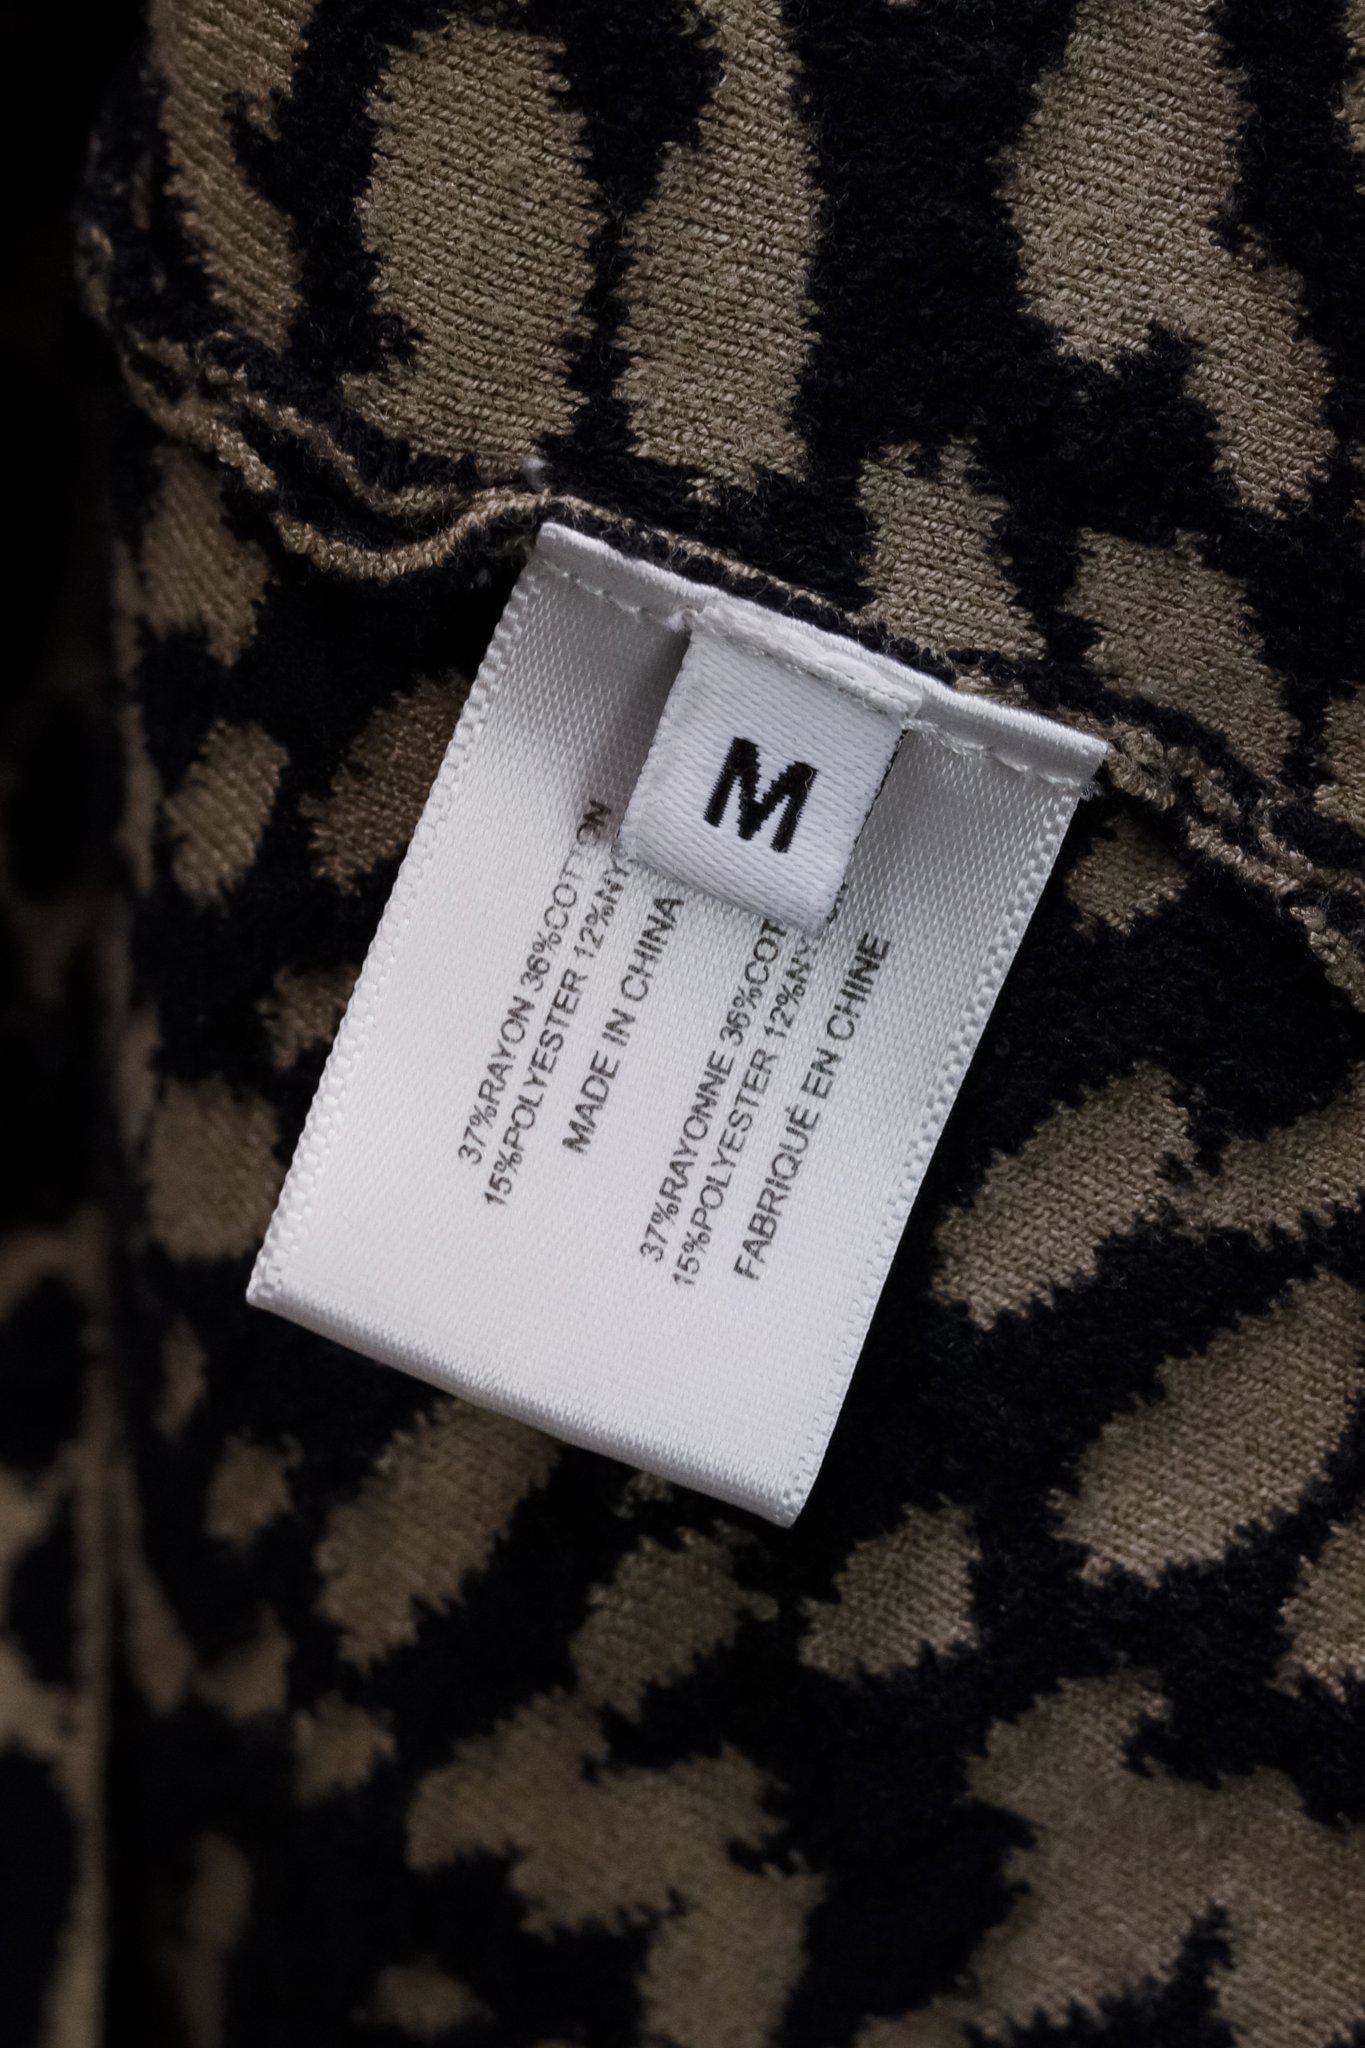 M
37%RAYON 36%COTTON
15%POLYESTER 12%NY
MADE IN CHINA
37%RAYONNE 36%COT
15%POLYESTER 12%NY
FABRIQUÉ EN CHINE